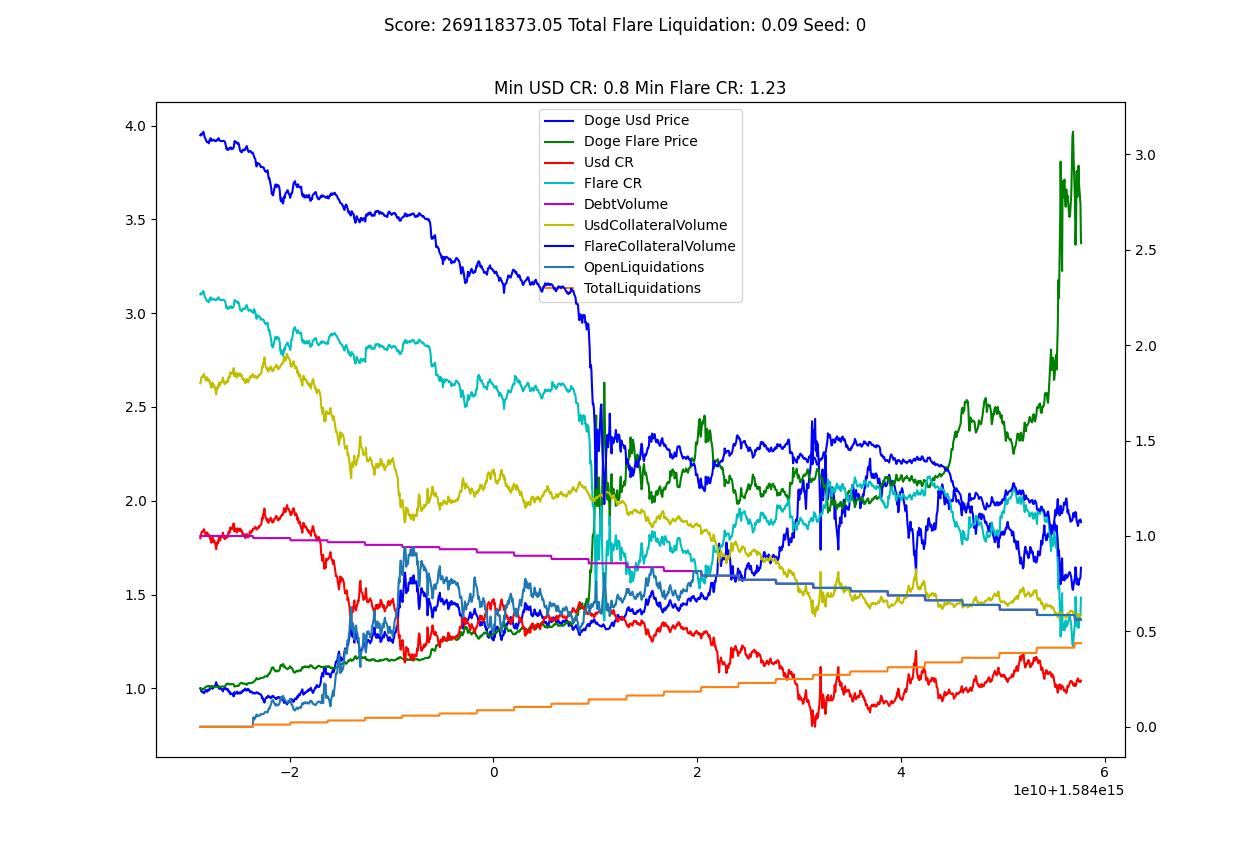 Score: 269118373.05 Total Flare Liquidation: 0.09 Seed: 0
Min USD CR: 0.8 Min Flare CR: 1.23
Doge Usd Price
Doge Flare Price
Usd CR
Flare CR
DebtVolume
UsdCollateralVolume
FlareCollateralVolume
OpenLiquidations
TotalLiquidations
4.0
3.5
3.0
2.5
2.0
1.5
1.0
3.0
2.5
2.0
1.5
1.0
0.5
0.0
−2 0 2 4 6
1e10+1.584e15